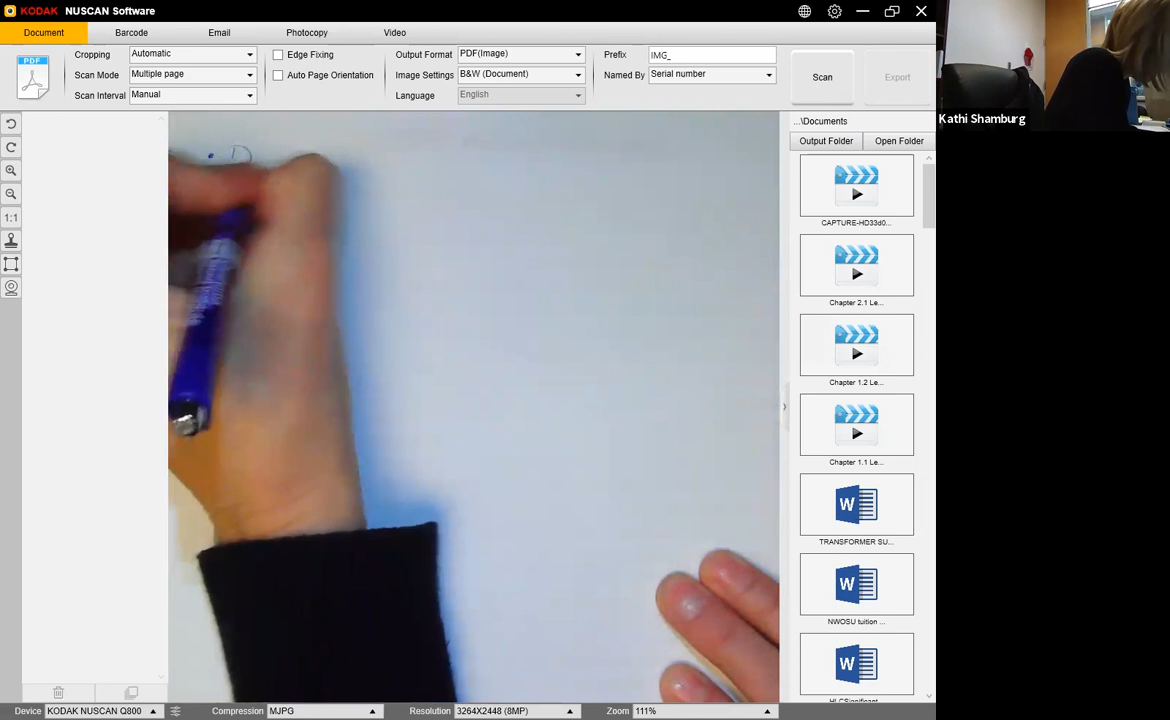 KODAK NUSCAN Software
Document Barcode Email Photocopy Video
PDF
Cropping Automatic
Scan Mode Multiple page
Scan Interval Manual
Edge Fixing
Auto Page Orientation
Output Format PDF(Image)
Image Settings B&W (Document)
Language English
Prefix IMG_
Named By Serial number
Scan
Export
1:1
...\Documents
Output Folder Open Folder
CAPTURE-HD33d0...
Chapter 2.1 Le...
Chapter 1.2 Le...
Chapter 1.1 Le...
TRANSFORMER SU...
NWOSU tuition ...
HLCSignificant...
Kathi Shamburg
Device KODAK NUSCAN Q800 Compression MJPG Resolution 3264X2448 (8MP) Zoom 111%